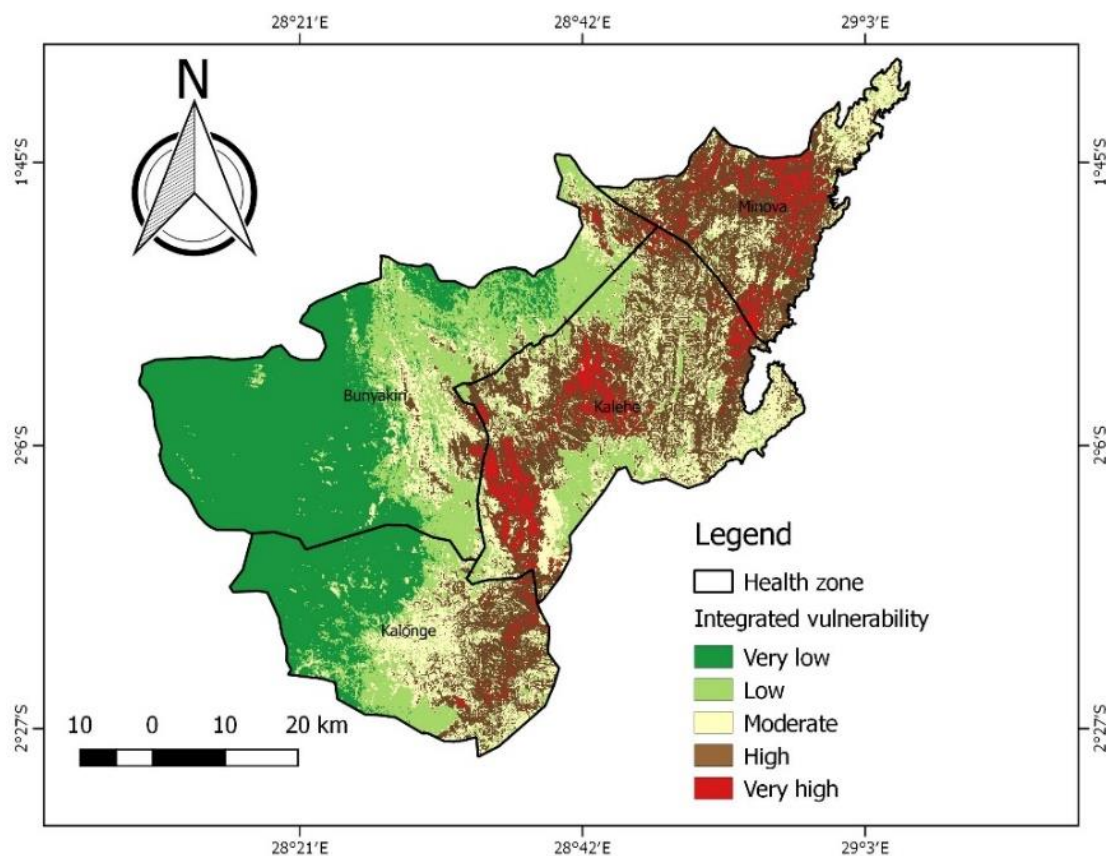 28°21′E 28°42′E 29°3′E
N
1°45′S 1°45′S
Minova
Bunyakiri
Kalehe
2°6′S 2°6′S
Legend
Health zone
Integrated vulnerability
Kalonge
Very low
Low
10 0 10 20 km
Moderate
2°27′S 2°27′S
High
Very high
28°21′E 28°42′E 29°3′E